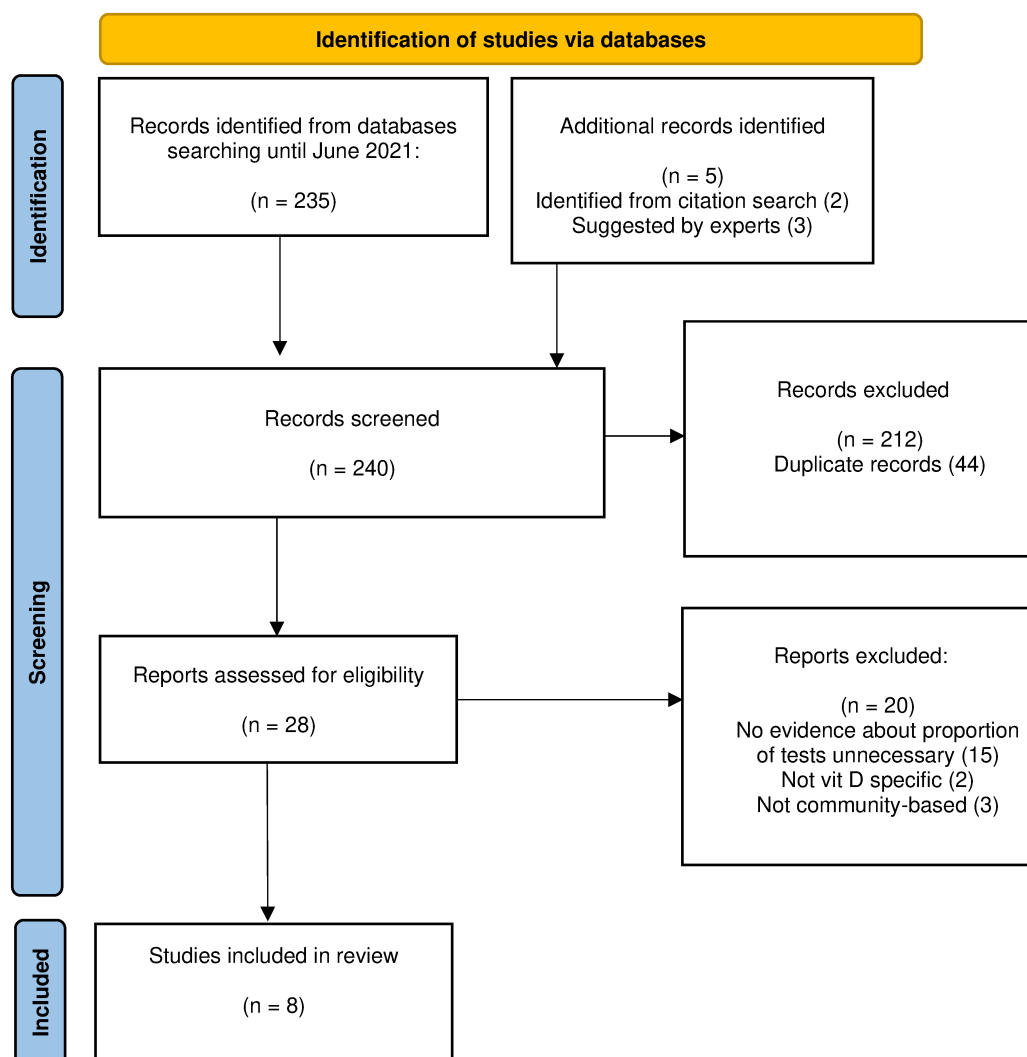 Identification of studies via databases
Identification
Records identified from databases
searching until June 2021:
(n = 235)
Additional records identified
(n = 5)
Identified from citation search (2)
Suggested by experts (3)
Screening
Records screened
(n = 240)
Records excluded
(n = 212)
Duplicate records (44)
Reports assessed for eligibility
(n = 28)
Reports excluded:
(n = 20)
No evidence about proportion
of tests unnecessary (15)
Not vit D specific (2)
Not community-based (3)
Included
Studies included in review
(n = 8)